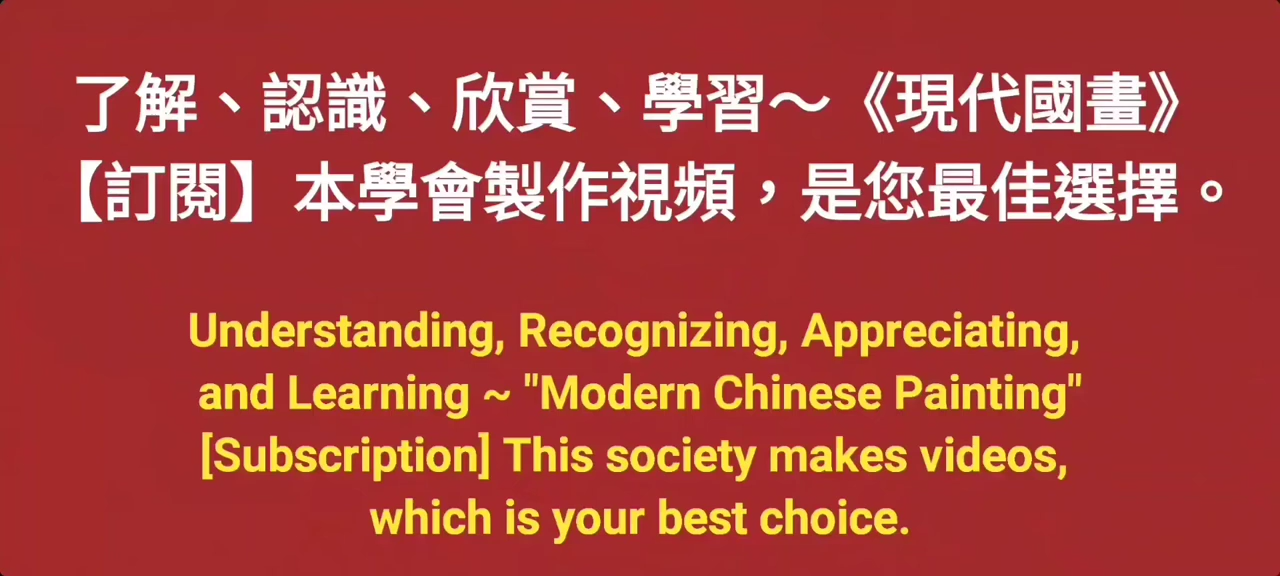 了解、認識、欣賞、學習～《現代國畫》
【訂閱】本學會製作視頻，是您最佳選擇。
Understanding, Recognizing, Appreciating,
and Learning ~ "Modern Chinese Painting"
[Subscription] This society makes videos,
which is your best choice.